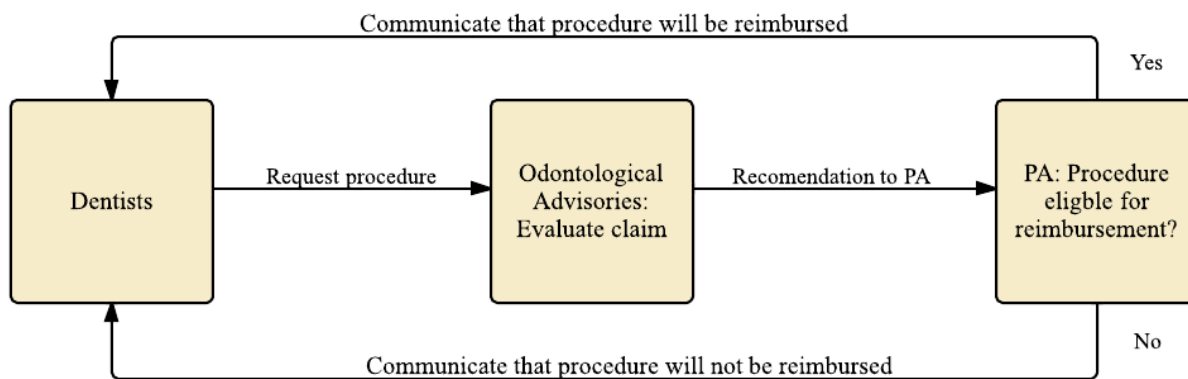 Communicate that procedure will be reimbursed
Yes
Dentists
Request procedure
Odontological
Advisories:
Evaluate claim
Recomendation to PA
PA: Procedure
eligble for
reimbursement?
No
Communicate that procedure will not be reimbursed